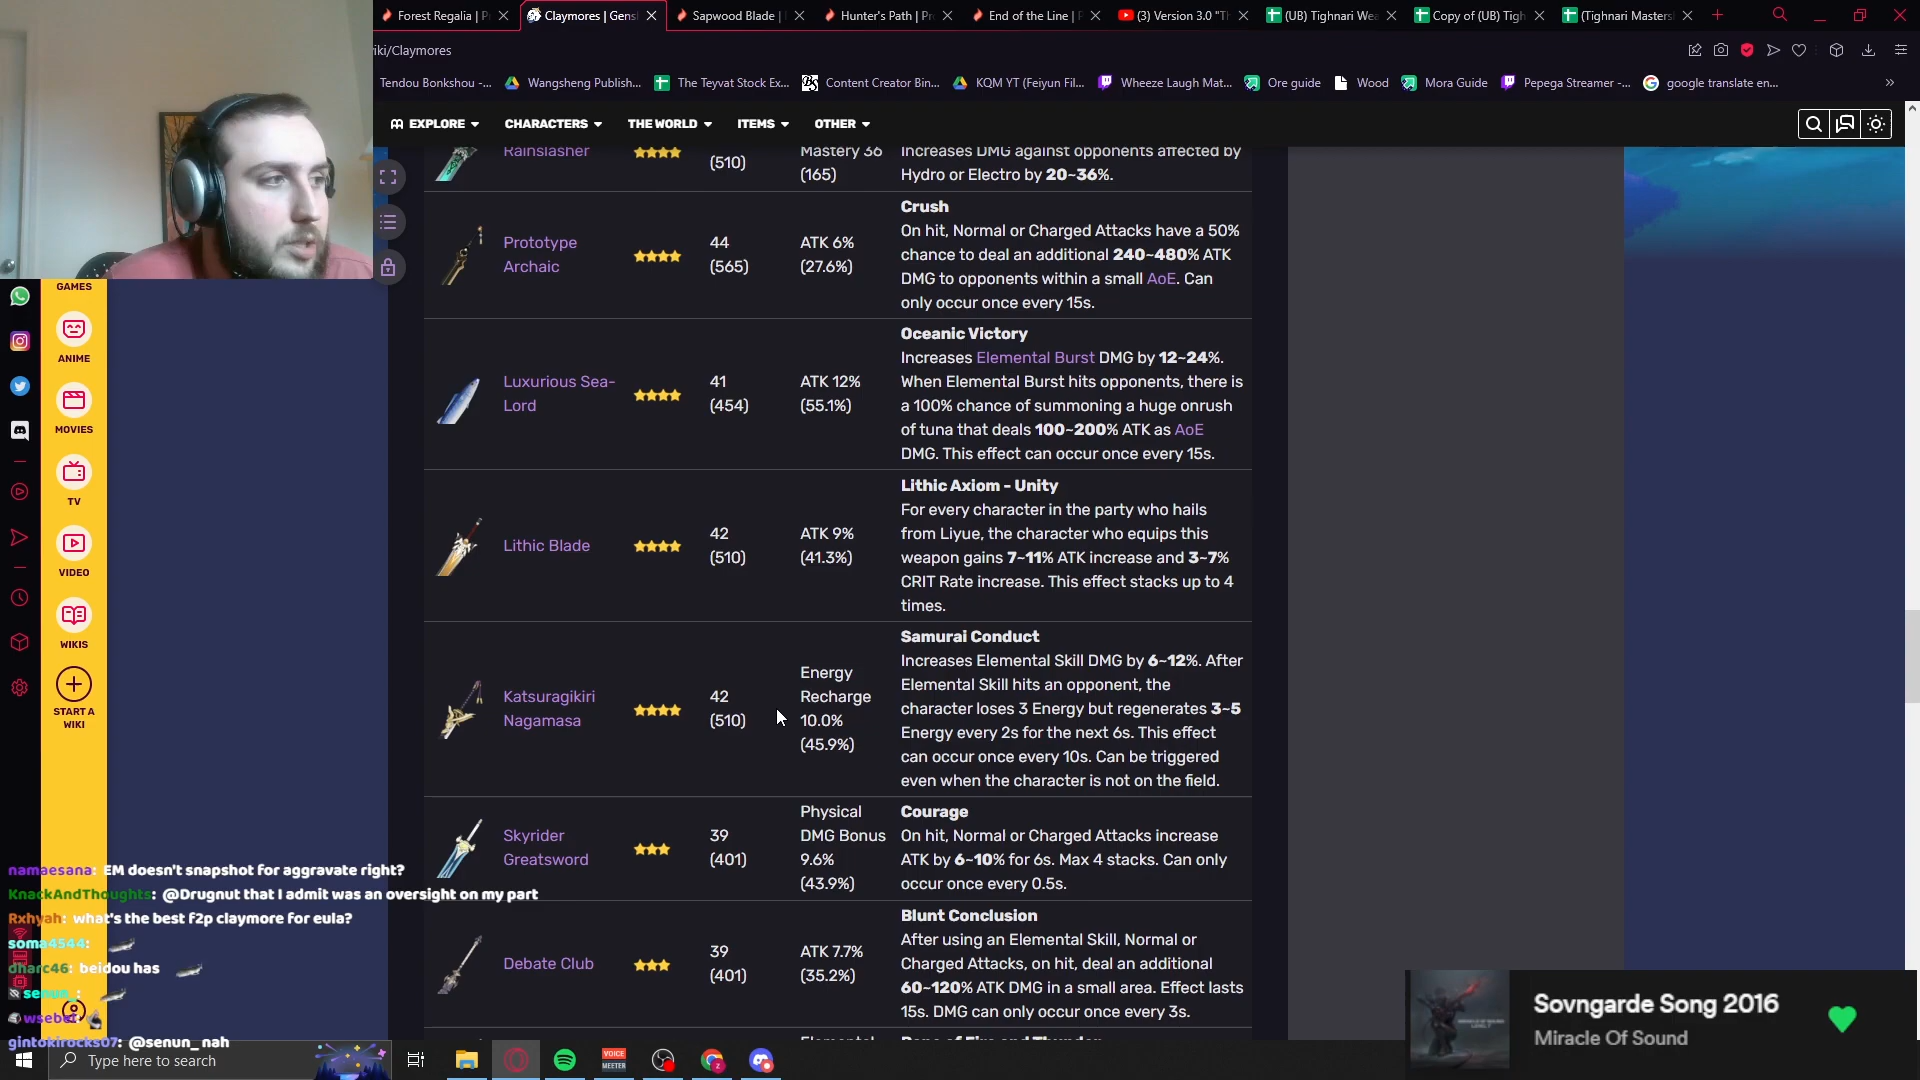 Forest Regalia | P
Claymores | Gens
Sapwood Blade |
Hunter's Path | Pr
End of the Line | P
(3) Version 3.0 "Th
(UB) Tighnari Wea
Copy of (UB) Tigh
(Tighnari Masters
iki/Claymores
Tendou Bonkshou -...
Wangsheng Publish...
The Teyvat Stock Ex...
Content Creator Bin...
KQM YT (Feiyun Fil...
Wheeze Laugh Mat...
Ore guide
Wood
Mora Guide
Pepega Streamer -...
google translate en...
EXPLORE
CHARACTERS
THE WORLD
ITEMS
OTHER
GAMES
ANIME
MOVIES
TV
VIDEO
WIKIS
START A
WIKI
Rainslasher
(510)
Mastery 36
(165)
Increases DMG against opponents affected by
Hydro or Electro by 20~36%.
Prototype
Archaic
44
(565)
ATK 6%
(27.6%)
Crush
On hit, Normal or Charged Attacks have a 50%
chance to deal an additional 240~480% ATK
DMG to opponents within a small AoE. Can
only occur once every 15s.
Luxurious Sea-
Lord
41
(454)
ATK 12%
(55.1%)
Oceanic Victory
Increases Elemental Burst DMG by 12~24%.
When Elemental Burst hits opponents, there is
a 100% chance of summoning a huge onrush
of tuna that deals 100~200% ATK as AoE
DMG. This effect can occur once every 15s.
Lithic Blade
42
(510)
ATK 9%
(41.3%)
Lithic Axiom - Unity
For every character in the party who hails
from Liyue, the character who equips this
weapon gains 7~11% ATK increase and 3~7%
CRIT Rate increase. This effect stacks up to 4
times.
Katsuragikiri
Nagamasa
42
(510)
Energy
Recharge
10.0%
(45.9%)
Samurai Conduct
Increases Elemental Skill DMG by 6~12%. After
Elemental Skill hits an opponent, the
character loses 3 Energy but regenerates 3~5
Energy every 2s for the next 6s. This effect
can occur once every 10s. Can be triggered
even when the character is not on the field.
Skyrider
Greatsword
39
(401)
Physical
DMG Bonus
9.6%
(43.9%)
Courage
On hit, Normal or Charged Attacks increase
ATK by 6~10% for 6s. Max 4 stacks. Can only
occur once every 0.5s.
Debate Club
39
(401)
ATK 7.7%
(35.2%)
Blunt Conclusion
After using an Elemental Skill, Normal or
Charged Attacks, on hit, deal an additional
60~120% ATK DMG in a small area. Effect lasts
15s. DMG can only occur once every 3s.
namaesana: EM doesn't snapshot for aggravate right?
KnackAndThoughts: @Drugnut that I admit was an oversight on my part
Rxhyah: what's the best f2p claymore for eula?
soma4544:
dharc46: beidou has
senun_:
wsebet:
gintokirocks07: @senun_ nah
Sovngarde Song 2016
Miracle Of Sound
Type here to search
VOICE
MEETER